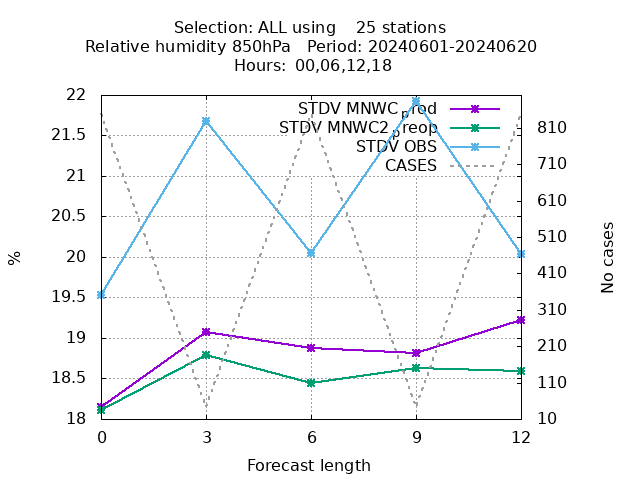 Selection: ALL using    25 stations
Relative humidity 850hPa   Period: 20240601-20240620
Hours:  00,06,12,18
STDV MNWC_prod
STDV MNWC2_preop
STDV OBS
CASES
22
21.5
21
20.5
20
19.5
19
18.5
18
810
710
610
510
410
310
210
110
10
%
No cases
0
3
6
9
12
Forecast length